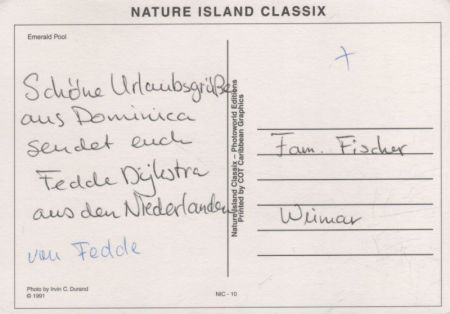 NATURE ISLAND CLASSIX
Emerald Pool
Schöne Urlaubsgrüße
aus Dominica
sendet euch
Fedde Dijkstra
aus den Niederlanden
von Fedde
Photo by Irvin C. Durand
© 1991
Nature Island Classix – Photoworld Editions
Printed by COT Caribbean Graphics
NIC - 10
Fam. Fischer
Weimar